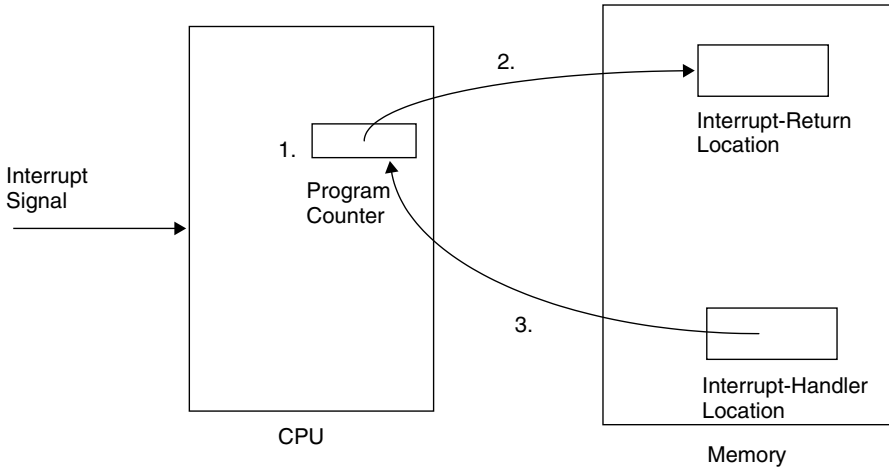 Interrupt
Signal
1.
Program
Counter
CPU
2.
3.
Interrupt-Return
Location
Interrupt-Handler
Location
Memory